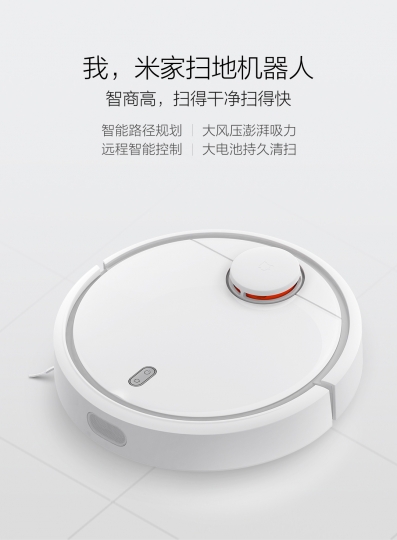 我，米家扫地机器人
智商高，扫得干净扫得快
智能路径规划 | 大风压澎湃吸力
远程智能控制 | 大电池持久清扫